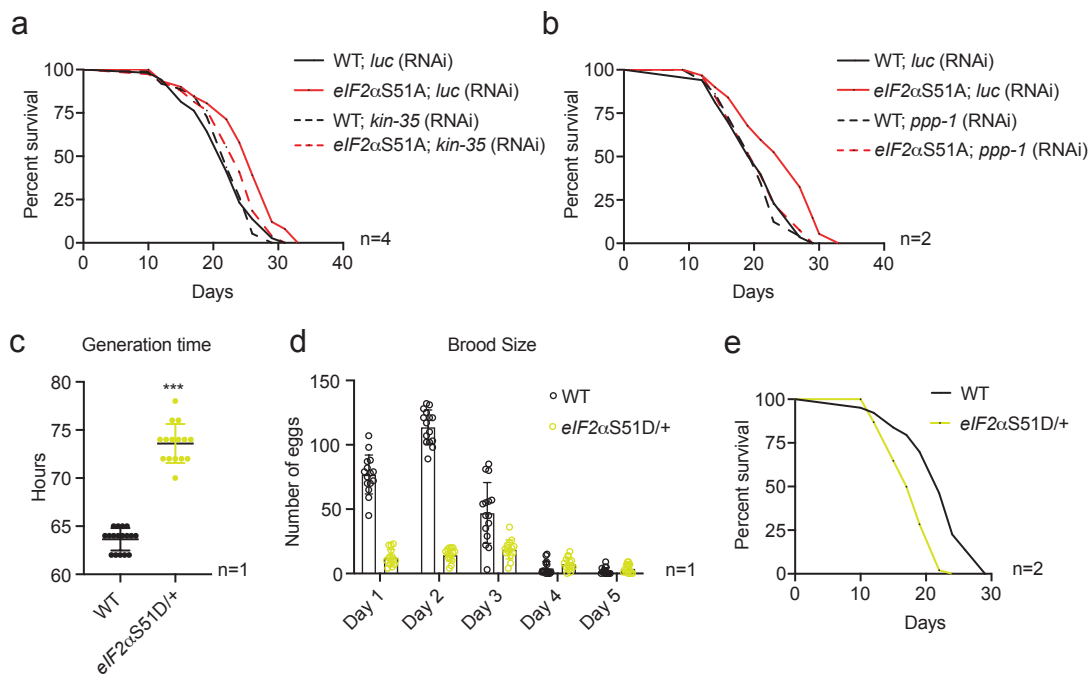 a
WT; luc (RNAi)
eIF2αS51A; luc (RNAi)
WT; kin-35 (RNAi)
eIF2αS51A; kin-35 (RNAi)
Percent survival
100
75
50
25
0
0 10 20 30 40
Days
n=4
b
WT; luc (RNAi)
eIF2αS51A; luc (RNAi)
WT; ppp-1 (RNAi)
eIF2αS51A; ppp-1 (RNAi)
Percent survival
100
75
50
25
0
0 10 20 30 40
Days
n=2
c
Generation time
Hours
80
75
70
65
60
***
WT
eIF2αS51D/+
n=1
d
Brood Size
Number of eggs
150
100
50
0
WT
eIF2αS51D/+
Day 1
Day 2
Day 3
Day 4
Day 5
n=1
e
WT
eIF2αS51D/+
Percent survival
100
75
50
25
0
0 10 20 30
Days
n=2